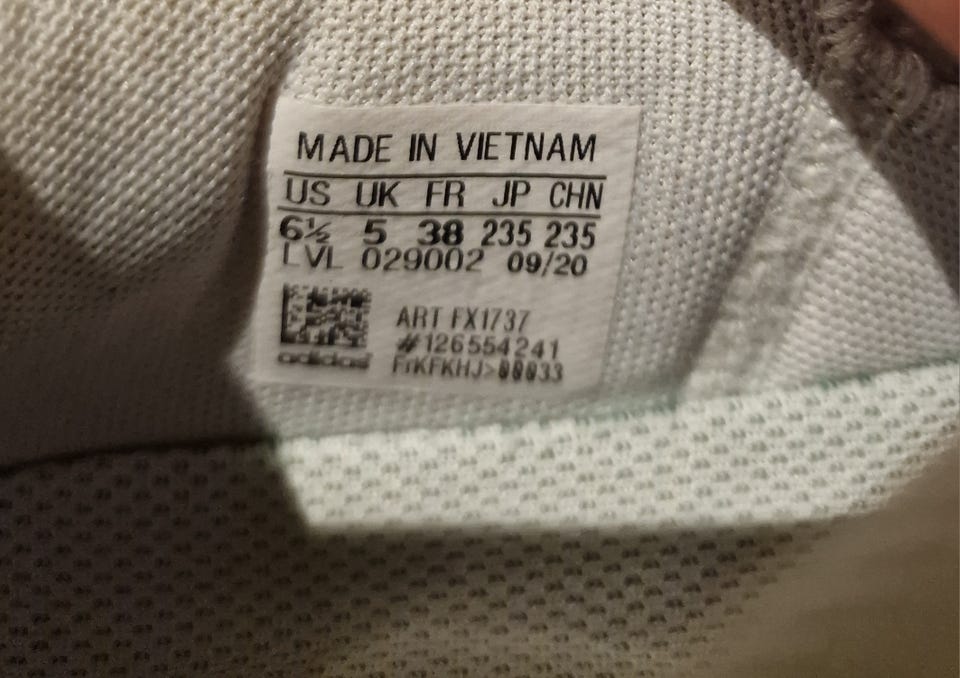 MADE IN VIETNAM
US UK FR JP CHN
6½ 5 38 235 235
LVL 029002 09/20
ART FX1737
#126554241
adidas